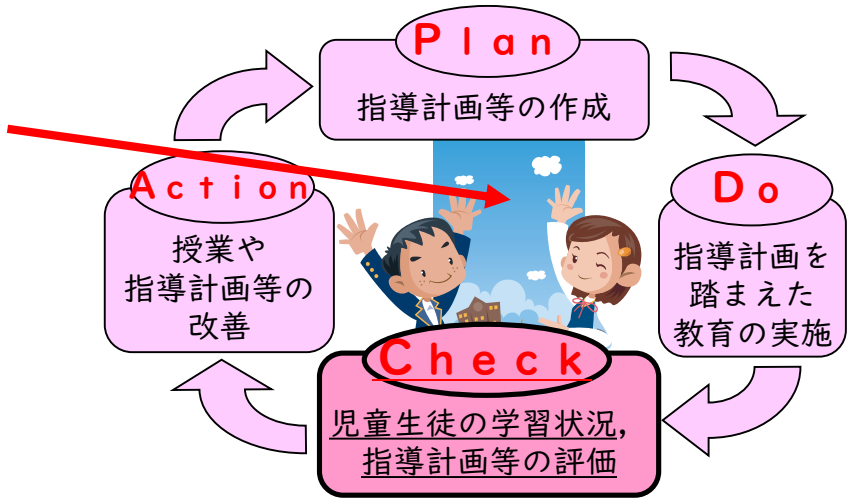 Plan
指導計画等の作成
Do
指導計画を
踏まえた
教育の実施
Check
児童生徒の学習状況,
指導計画等の評価
Action
授業や
指導計画等の
改善